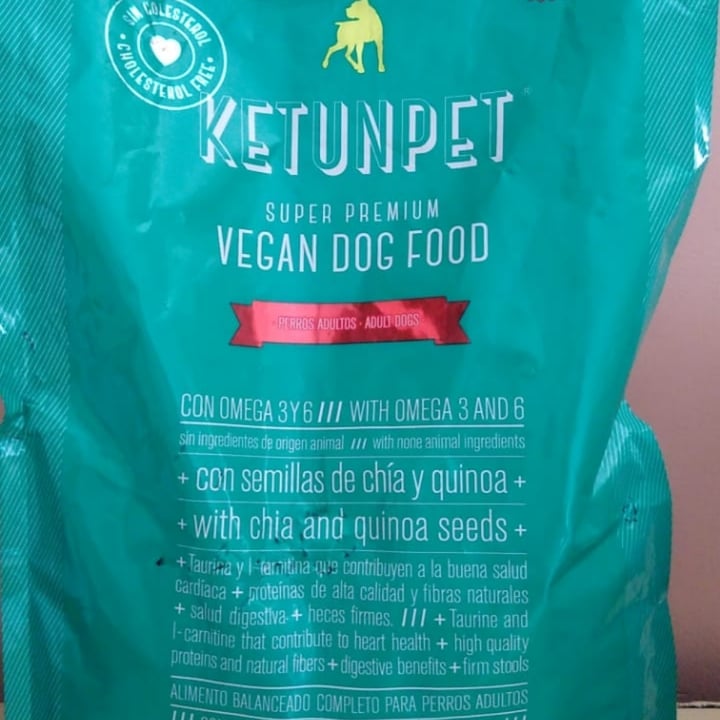 SIN COLESTEROL
CHOLESTEROL FREE
KETUNPET®
SUPER PREMIUM
VEGAN DOG FOOD
· PERROS ADULTOS · ADULT DOGS ·
CON OMEGA 3 Y 6 /// WITH OMEGA 3 AND 6
sin ingredientes de origen animal /// with none animal ingredients
+ con semillas de chía y quinoa +
+ with chia and quinoa seeds +
+ Taurina y l-carnitina que contribuyen a la buena salud
cardíaca + proteínas de alta calidad y fibras naturales
+ salud digestiva + heces firmes. /// + Taurine and
l-carnitine that contribute to heart health + high quality
proteins and natural fibers + digestive benefits + firm stools
ALIMENTO BALANCEADO COMPLETO PARA PERROS ADULTOS
///